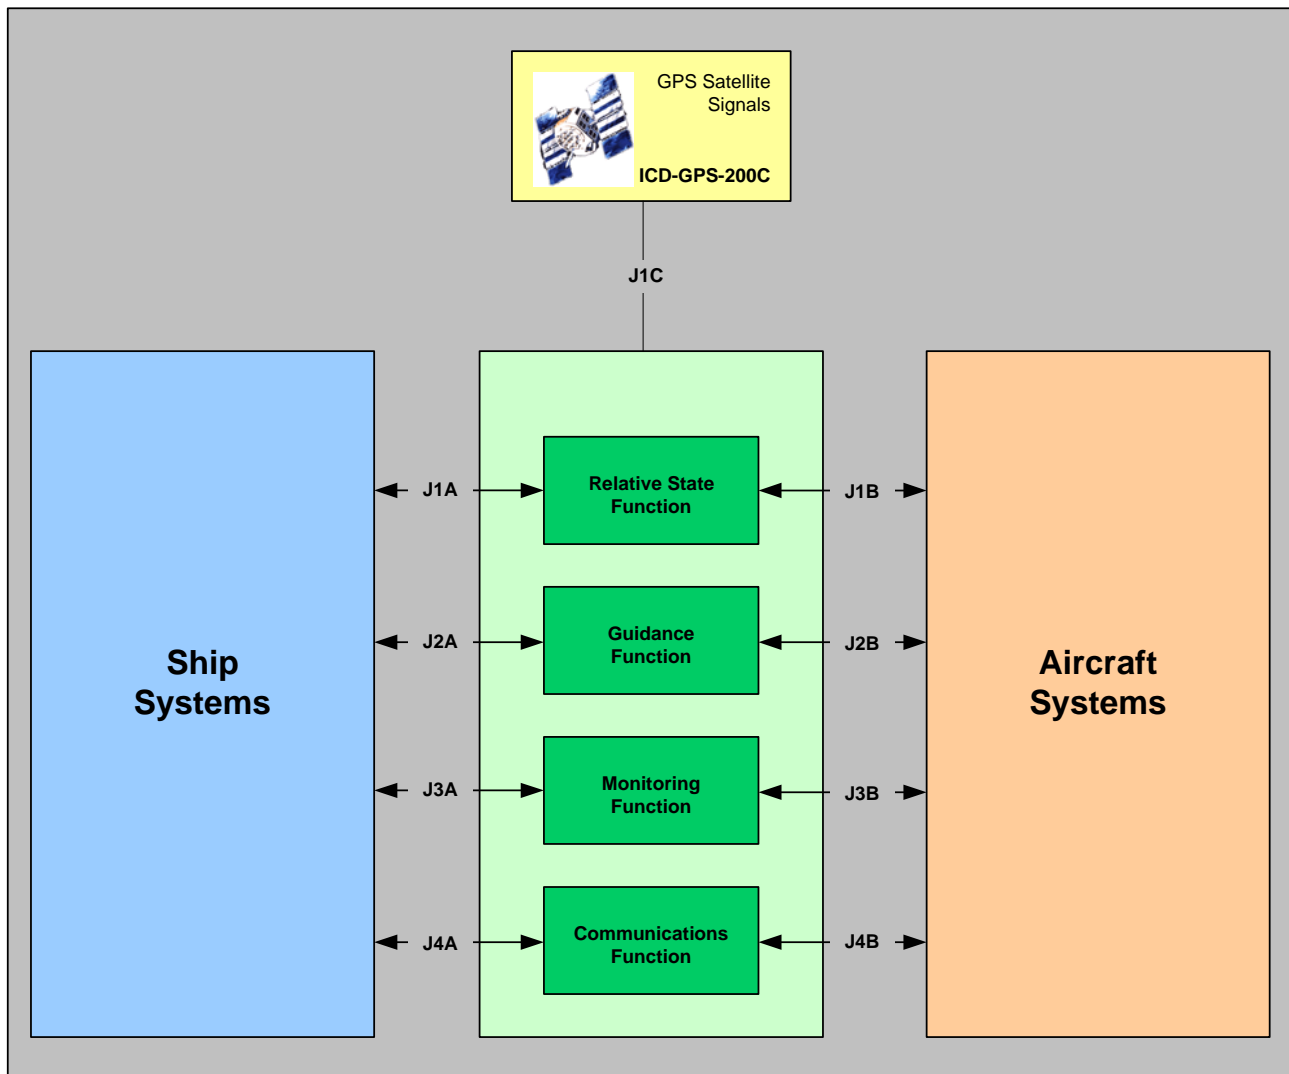 GPS Satellite
Signals
ICD-GPS-200C
J1C
Ship
Systems
J1A
Relative State
Function
J1B
J2A
Guidance
Function
J2B
J3A
Monitoring
Function
J3B
J4A
Communications
Function
J4B
Aircraft
Systems